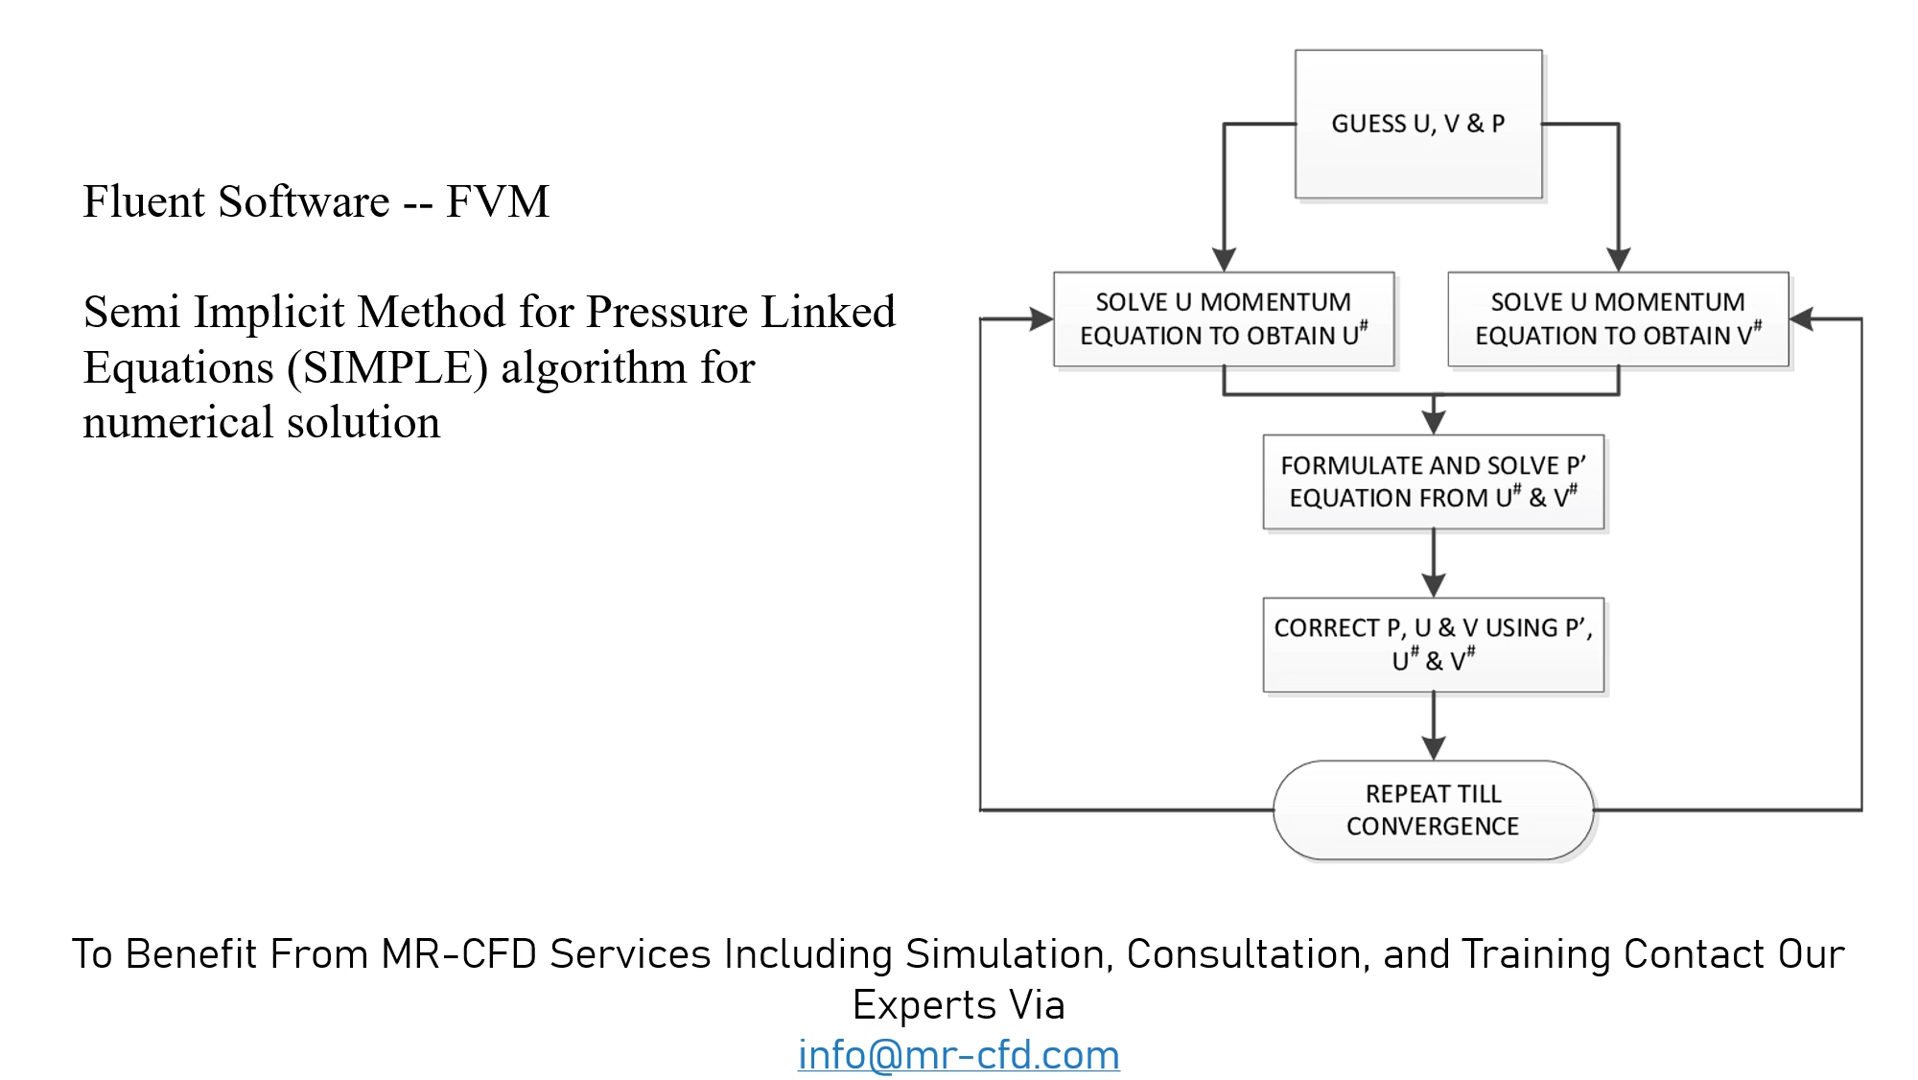 Fluent Software -- FVM
Semi Implicit Method for Pressure Linked
Equations (SIMPLE) algorithm for
numerical solution
GUESS U, V & P
SOLVE U MOMENTUM
EQUATION TO OBTAIN U#
SOLVE U MOMENTUM
EQUATION TO OBTAIN V#
FORMULATE AND SOLVE P’
EQUATION FROM U# & V#
CORRECT P, U & V USING P’,
U# & V#
REPEAT TILL
CONVERGENCE
To Benefit From MR-CFD Services Including Simulation, Consultation, and Training Contact Our
Experts Via
info@mr-cfd.com